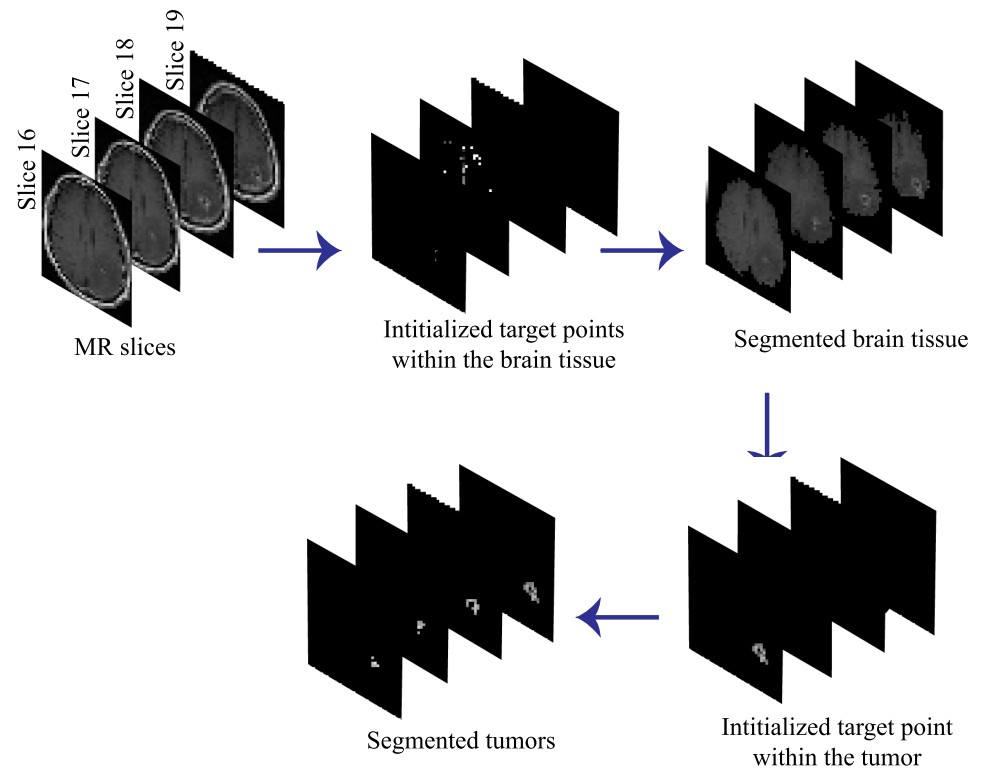 Slice 16
Slice 17
Slice 18
Slice 19
MR slices
Intitialized target points
within the brain tissue
Segmented brain tissue
Segmented tumors
Intitialized target point
within the tumor